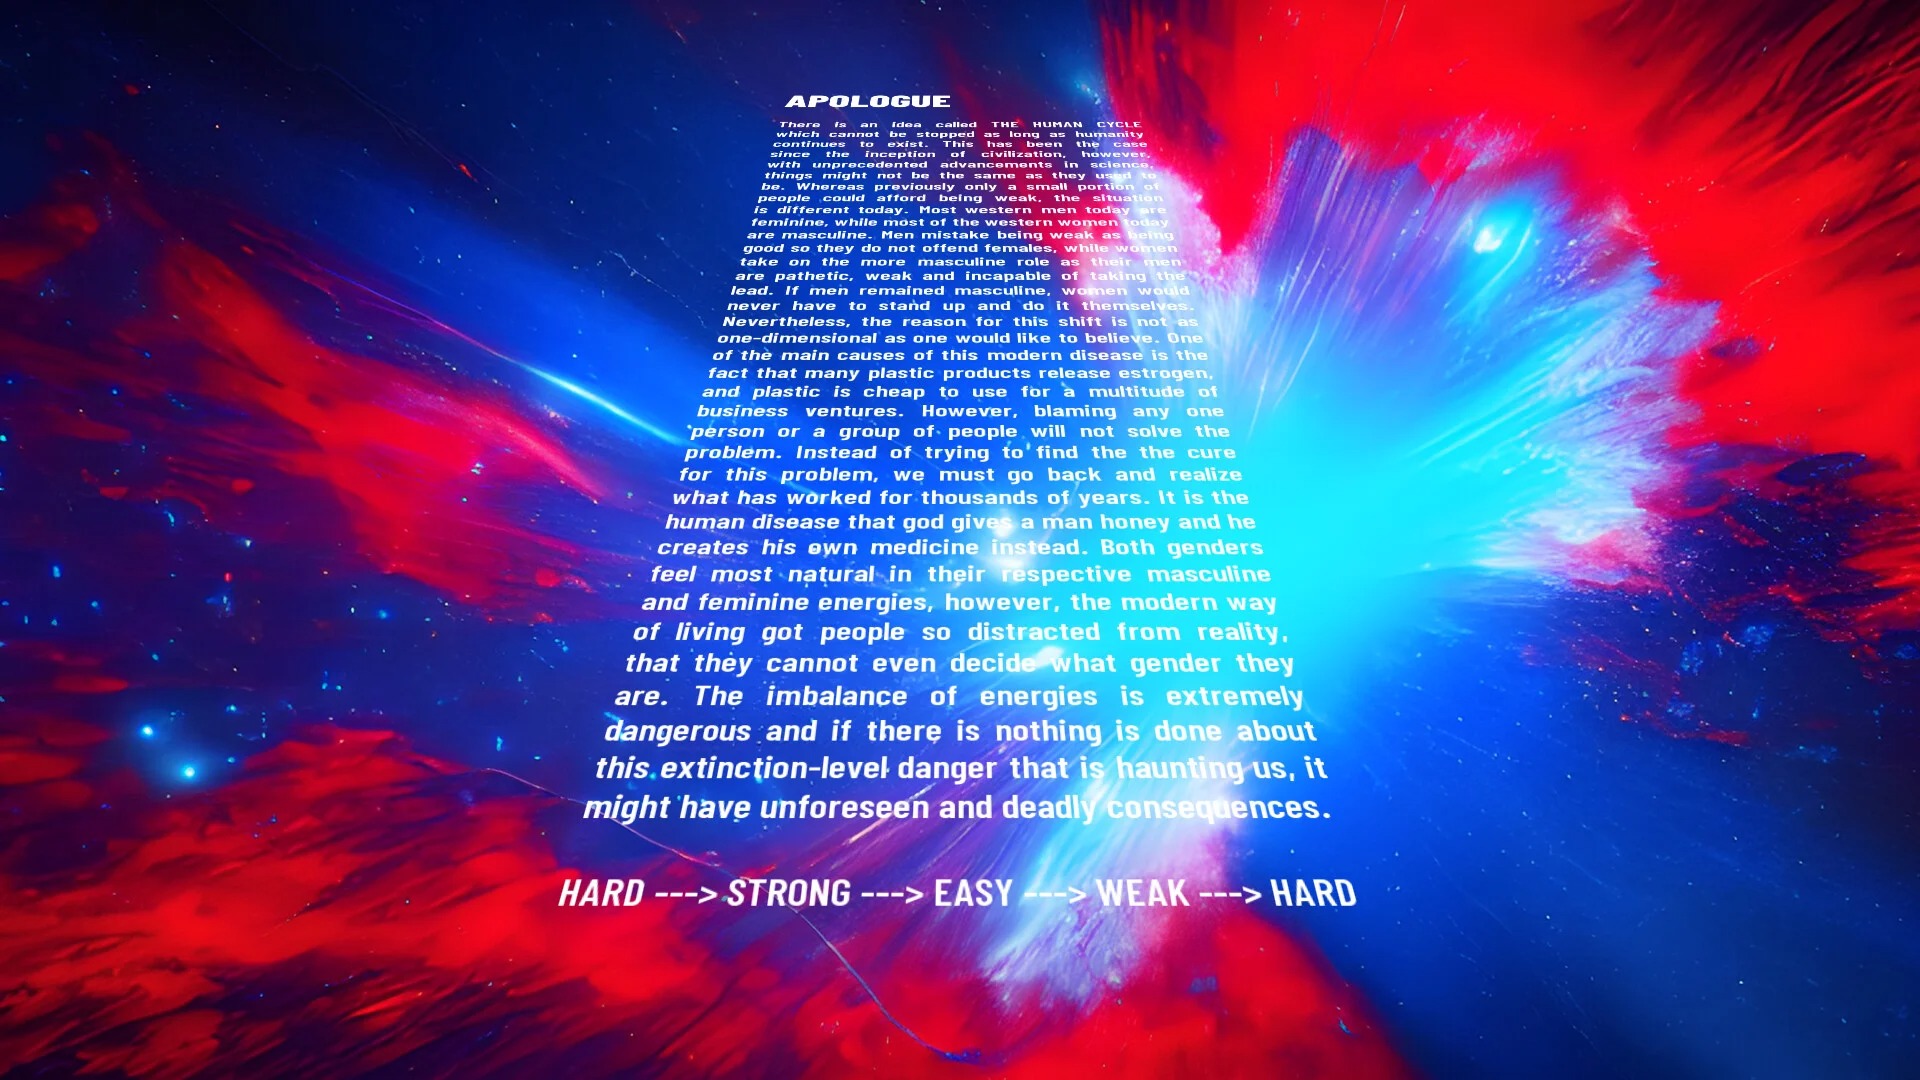 APOLOGUE
There is an idea called THE HUMAN CYCLE
which cannot be stopped as long as humanity
continues to exist. This has been the case
since the inception of civilization, however,
with unprecedented advancements in science,
things might not be the same as they used to
be. Whereas previously only a small portion of
people could afford being weak, the situation
is different today. Most western men today are
feminine, while most of the western women today
are masculine. Men mistake being weak as being
good so they do not offend females, while women
take on the more masculine role as their men
are pathetic, weak and incapable of taking the
lead. If men remained masculine, women would
never have to stand up and do it themselves.
Nevertheless, the reason for this shift is not as
one-dimensional as one would like to believe. One
of the main causes of this modern disease is the
fact that many plastic products release estrogen,
and plastic is cheap to use for a multitude of
business ventures. However, blaming any one
person or a group of people will not solve the
problem. Instead of trying to find the the cure
for this problem, we must go back and realize
what has worked for thousands of years. It is the
human disease that god gives a man honey and he
creates his own medicine instead. Both genders
feel most natural in their respective masculine
and feminine energies, however, the modern way
of living got people so distracted from reality,
that they cannot even decide what gender they
are. The imbalance of energies is extremely
dangerous and if there is nothing is done about
this extinction-level danger that is haunting us, it
might have unforeseen and deadly consequences.
HARD ---> STRONG ---> EASY ---> WEAK ---> HARD